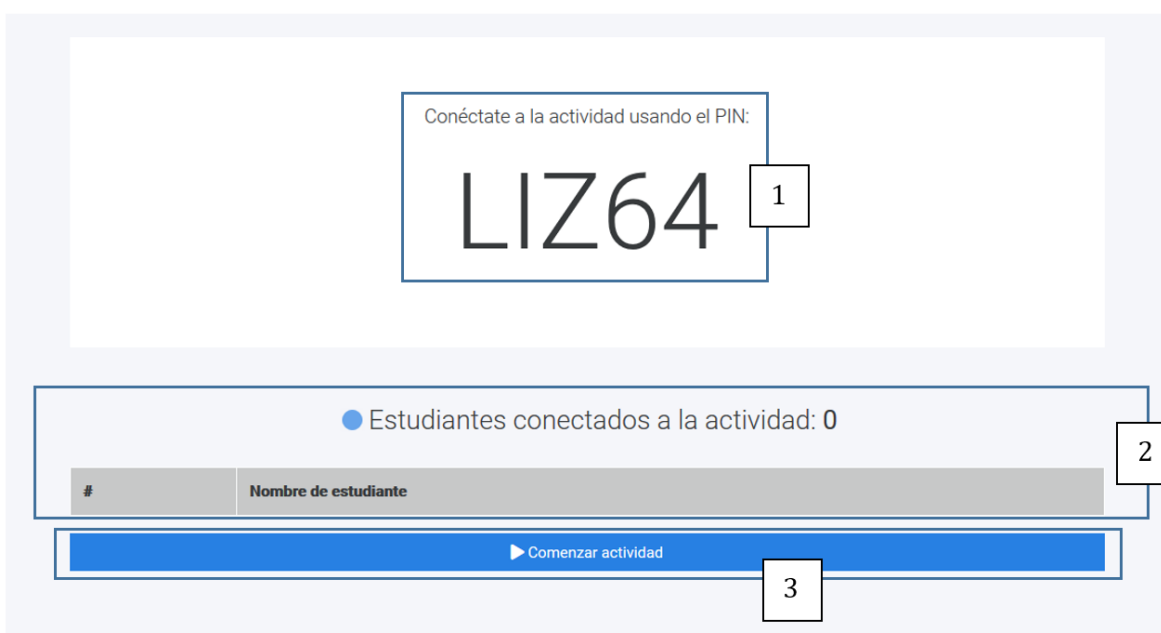 Conéctate a la actividad usando el PIN:
LIZ64
1
Estudiantes conectados a la actividad: 0
2
# Nombre de estudiante
Comenzar actividad
3